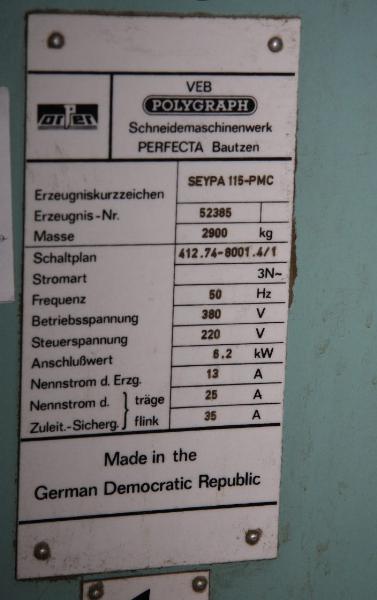 VEB
POLYGRAPH
Schneidemaschinenwerk
PERFECTA Bautzen
Erzeugniskurzzeichen SEYPA 115-PMC
Erzeugnis-Nr. 52385
Masse 2900 kg
Schaltplan 412.74-8001.4/1
Stromart 3N~
Frequenz 50 Hz
Betriebsspannung 380 V
Steuerspannung 220 V
Anschlußwert 6.2 kW
Nennstrom d. Erzg. 13 A
Nennstrom d. träge 25 A
Zuleit.-Sicherg. flink 35 A
Made in the
German Democratic Republic